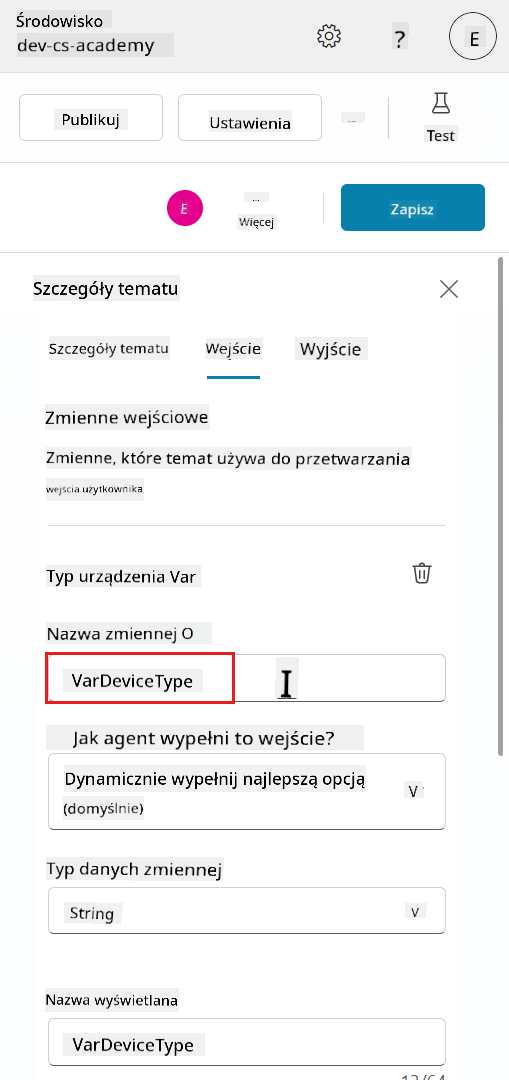 Środowisko
dev-cs-academy
?
E
Publikuj
Ustawienia
...
Test
E
...
Więcej
Zapisz
Szczegóły tematu
Szczegóły tematu
Wejście
Wyjście
Zmienne wejściowe
Zmienne, które temat używa do przetwarzania
wejścia użytkownika
Typ urządzenia Var
Nazwa zmiennej O
VarDeviceType
Jak agent wypełni to wejście?
Dynamicznie wypełnij najlepszą opcją
(domyślnie)
V
Typ danych zmiennej
String
V
Nazwa wyświetlana
VarDeviceType